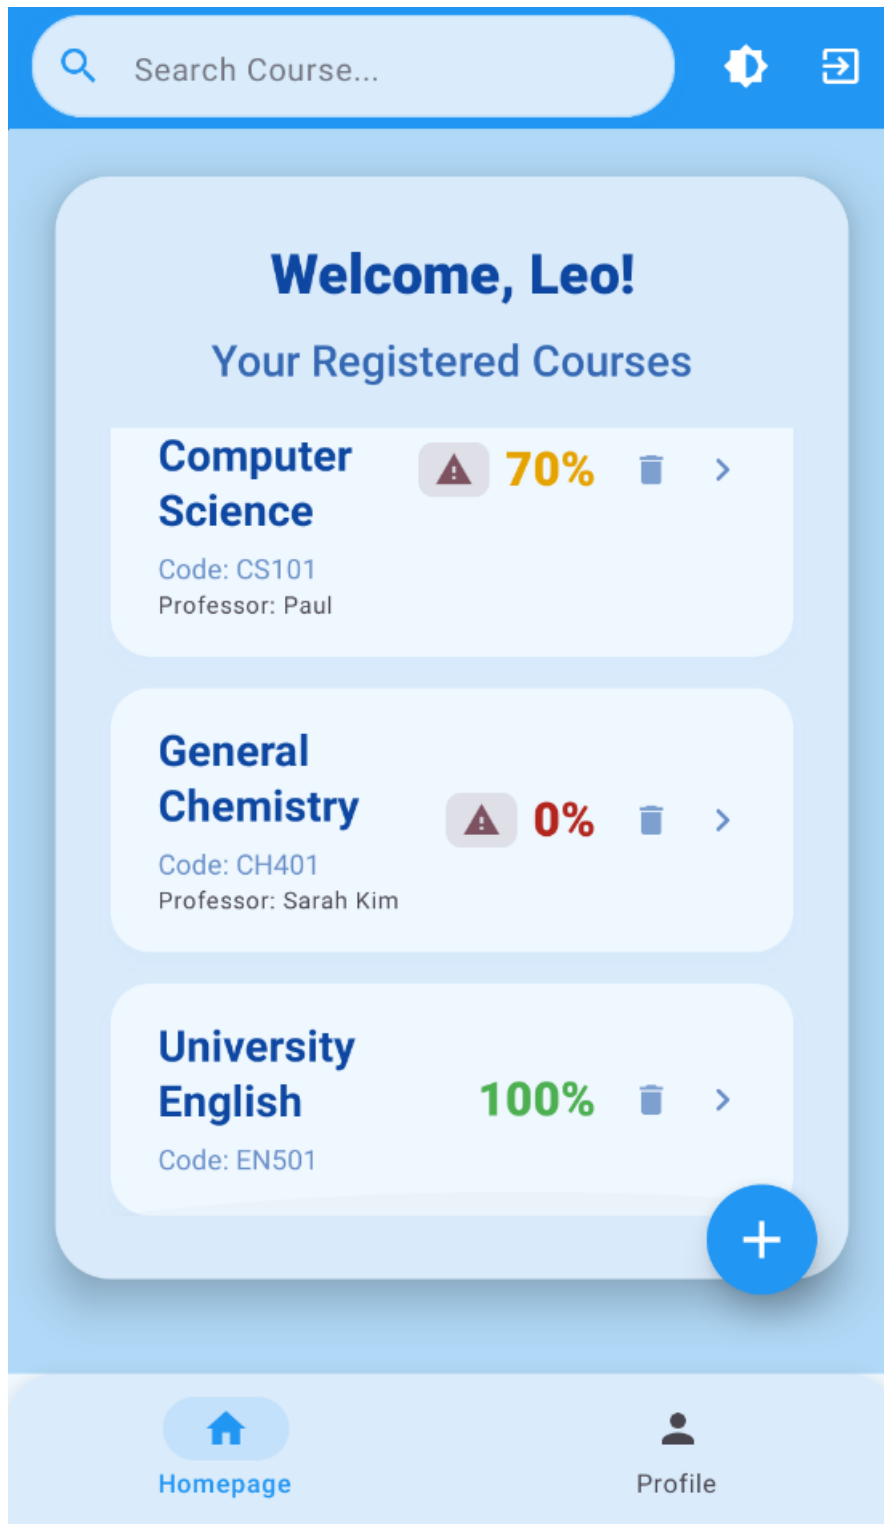 Search Course...
Welcome, Leo!
Your Registered Courses
Computer
Science
70%
Code: CS101
Professor: Paul
General
Chemistry
0%
Code: CH401
Professor: Sarah Kim
University
English
100%
Code: EN501
Homepage
Profile